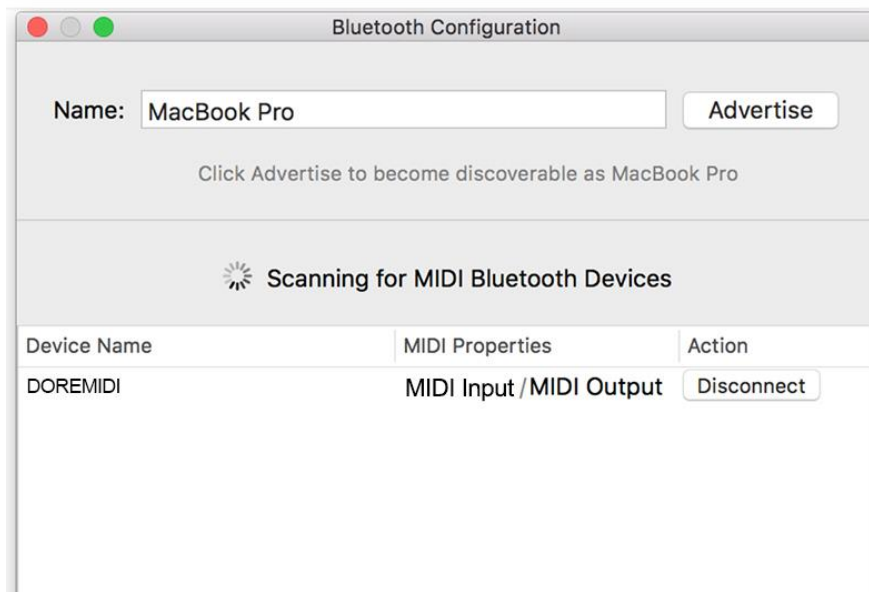 Bluetooth Configuration
Name: MacBook Pro Advertise
Click Advertise to become discoverable as MacBook Pro
Scanning for MIDI Bluetooth Devices
Device Name MIDI Properties Action
DOREMIDI MIDI Input / MIDI Output Disconnect